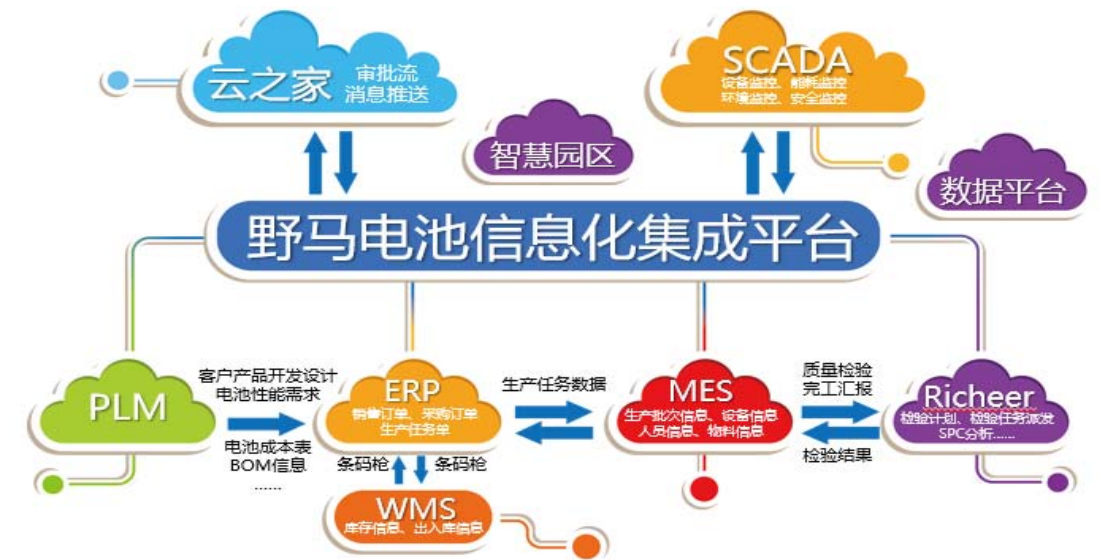 云之家
审批流
消息推送
SCADA
设备监控、能耗监控
环境监控、安全监控
智慧园区
数据平台
野马电池信息化集成平台
PLM
客户产品开发设计
电池性能需求
电池成本表
BOM信息
......
ERP
销售订单、采购订单
生产任务单
生产任务数据
MES
生产批次信息、设备信息
人员信息、物料信息
质量检验
完工汇报
检验结果
Richeer
检验计划、检验任务派发
SPC分析......
条码枪
条码枪
WMS
库存信息、出入库信息